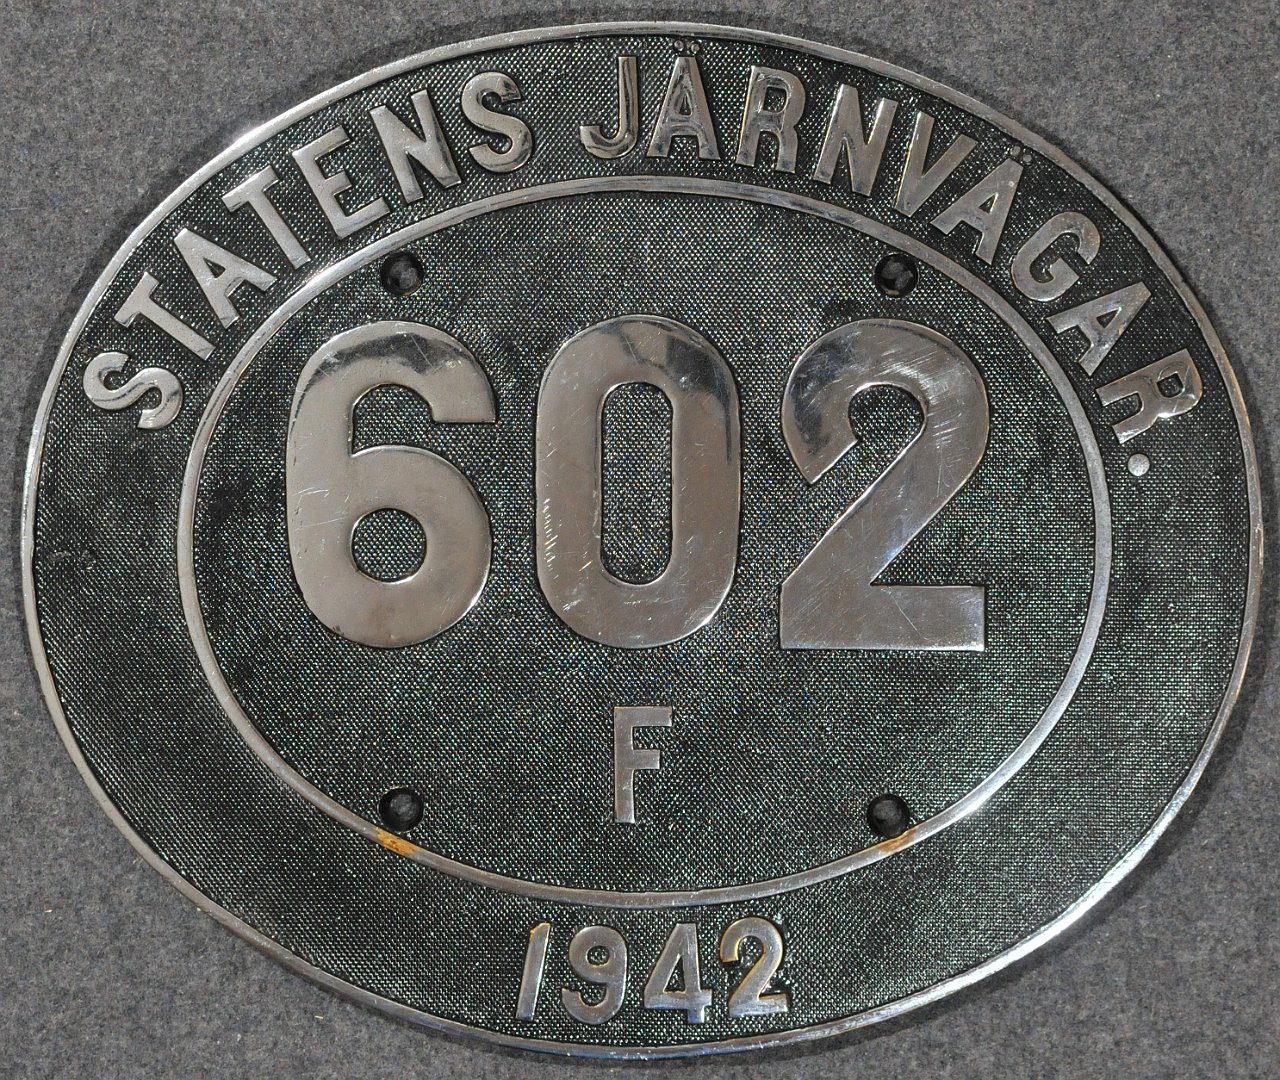 STATENS JÄRNVÄGAR.
602
F
1942